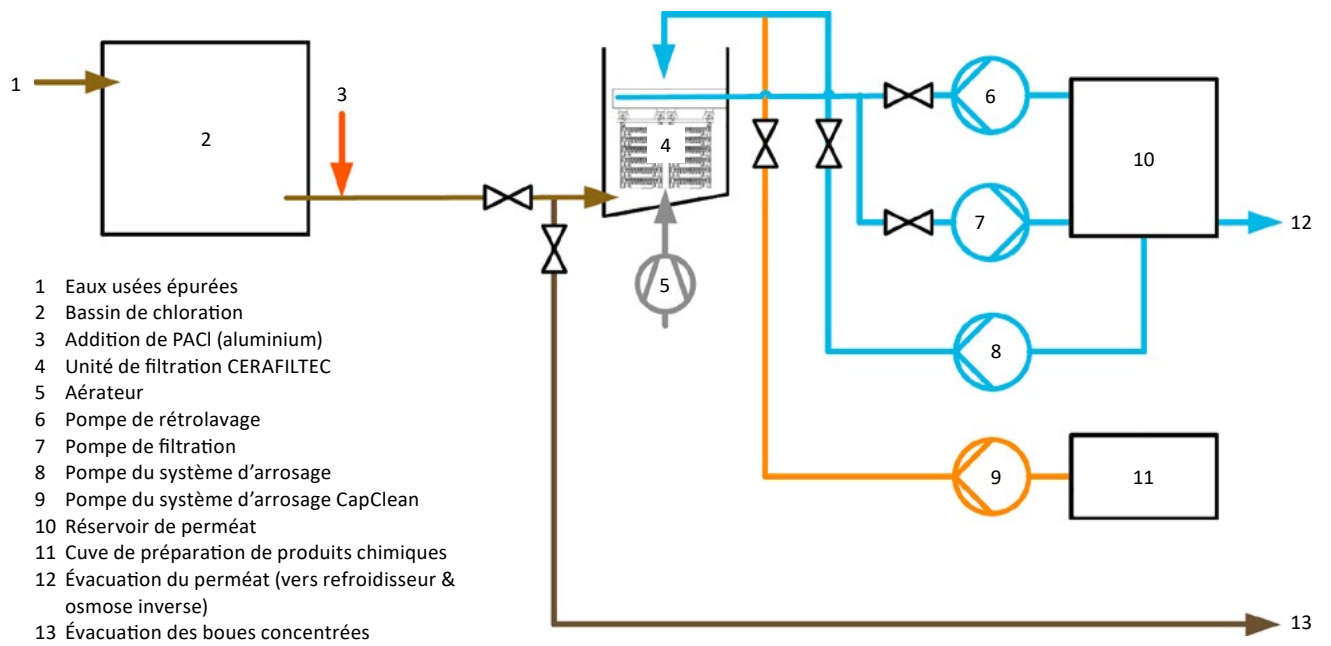 1
2
3
4
5
6
7
8
9
10
11
12
13
1 Eaux usées épurées
2 Bassin de chloration
3 Addition de PACl (aluminium)
4 Unité de filtration CERAFILTEC
5 Aérateur
6 Pompe de rétrolavage
7 Pompe de filtration
8 Pompe du système d’arrosage
9 Pompe du système d’arrosage CapClean
10 Réservoir de perméat
11 Cuve de préparation de produits chimiques
12 Évacuation du perméat (vers refroidisseur &
osmose inverse)
13 Évacuation des boues concentrées